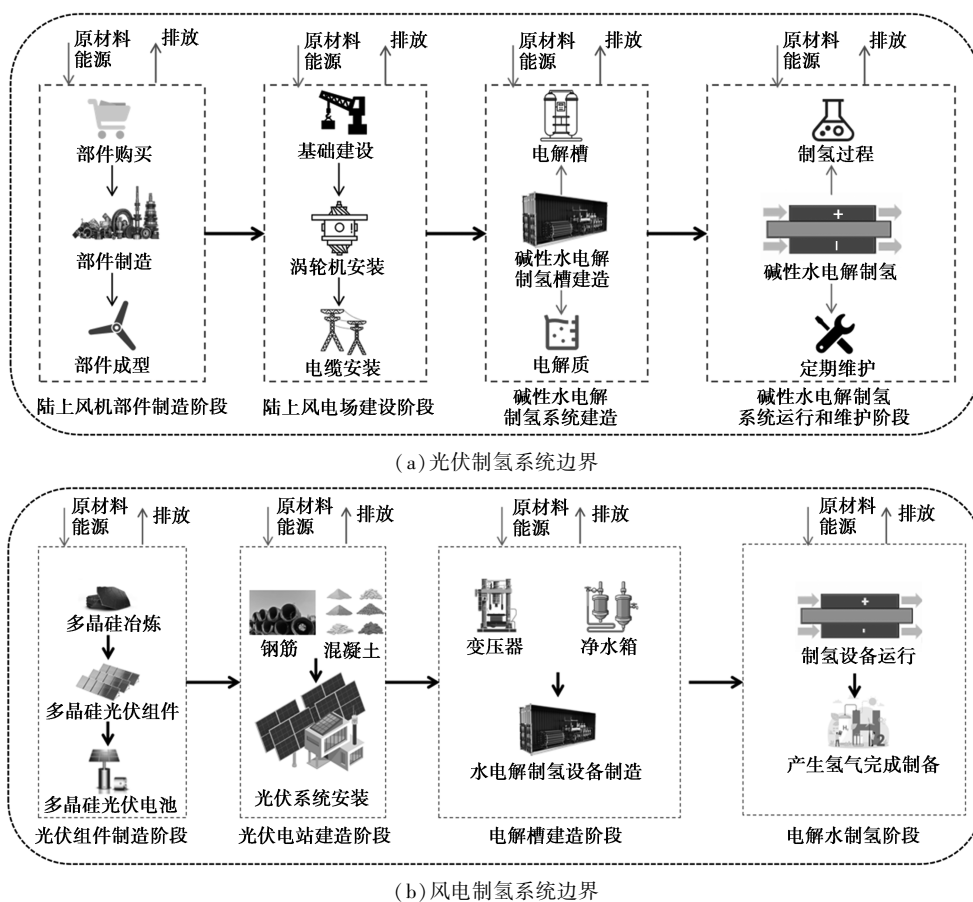 原材料
能源
排放
部件购买
部件制造
部件成型
陆上风机部件制造阶段
原材料
能源
排放
基础建设
涡轮机安装
电缆安装
陆上风电场建设阶段
原材料
能源
排放
电解槽
碱性水电解
制氢槽建造
电解质
碱性水电解
制氢系统建造
原材料
能源
排放
制氢过程
碱性水电解制氢
定期维护
碱性水电解制氢
系统运行和维护阶段
(a)光伏制氢系统边界
原材料
能源
排放
多晶硅冶炼
多晶硅光伏组件
多晶硅光伏电池
光伏组件制造阶段
原材料
能源
排放
钢筋
混凝土
光伏系统安装
光伏电站建造阶段
原材料
能源
排放
变压器
净水箱
水电解制氢设备制造
电解槽建造阶段
原材料
能源
排放
制氢设备运行
产生氢气完成制备
电解水制氢阶段
(b)风电制氢系统边界